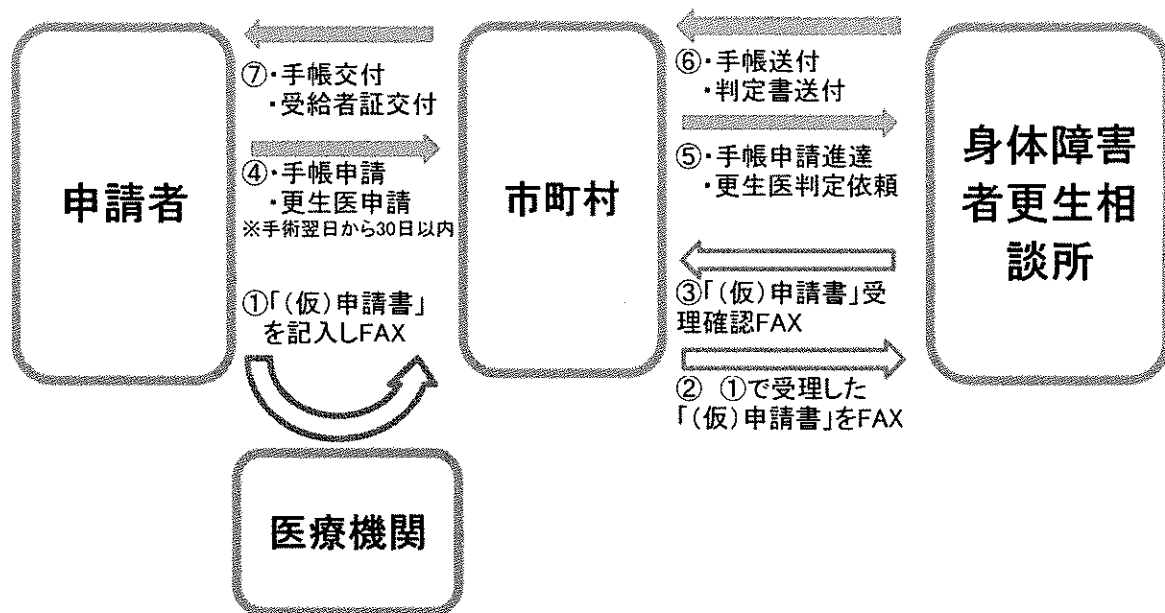 ⑦・手帳交付
・受給者証交付
④・手帳申請
・更生医申請
※手術翌日から30日以内
①「(仮)申請書」
を記入しFAX
⑥・手帳送付
・判定書送付
⑤・手帳申請進達
・更生医判定依頼
③「(仮)申請書」受
理確認FAX
② ①で受理した
「(仮)申請書」をFAX
申請者
市町村
身体障害
者更生相
談所
医療機関